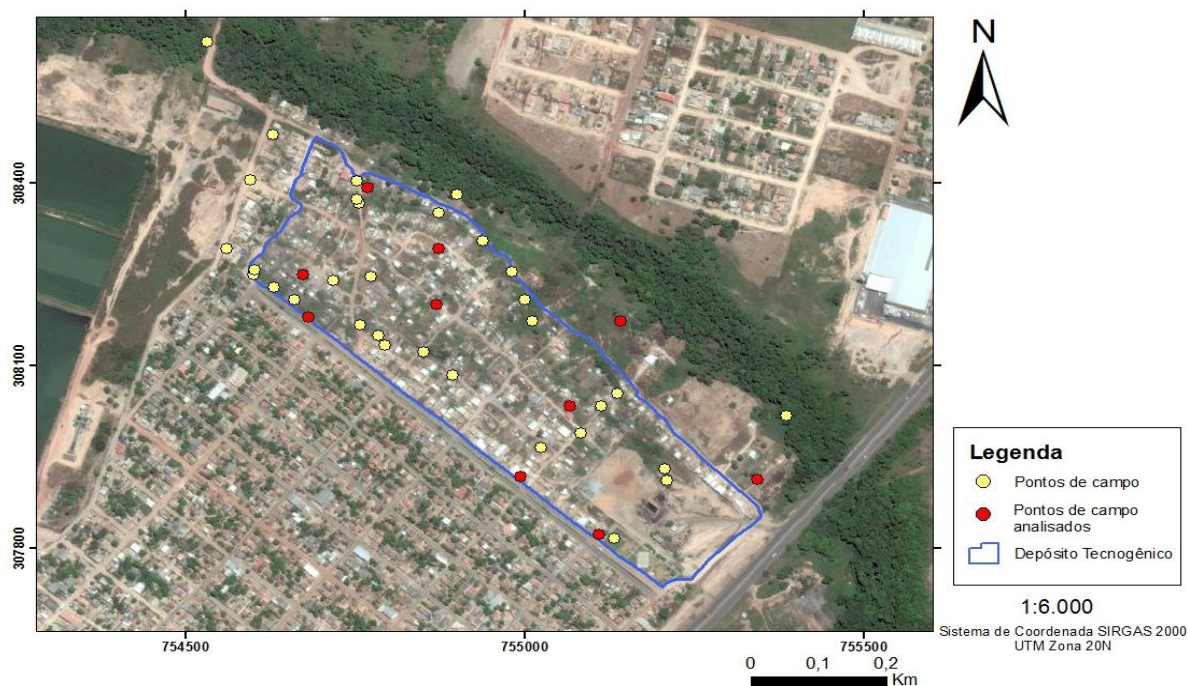 N
308400
308100
307800
754500
755000
755500
Legenda
Pontos de campo
Pontos de campo
analisados
Depósito Tecnogênico
1:6.000
Sistema de Coordenada SIRGAS 2000
UTM Zona 20N
0 0,1 0,2
Km